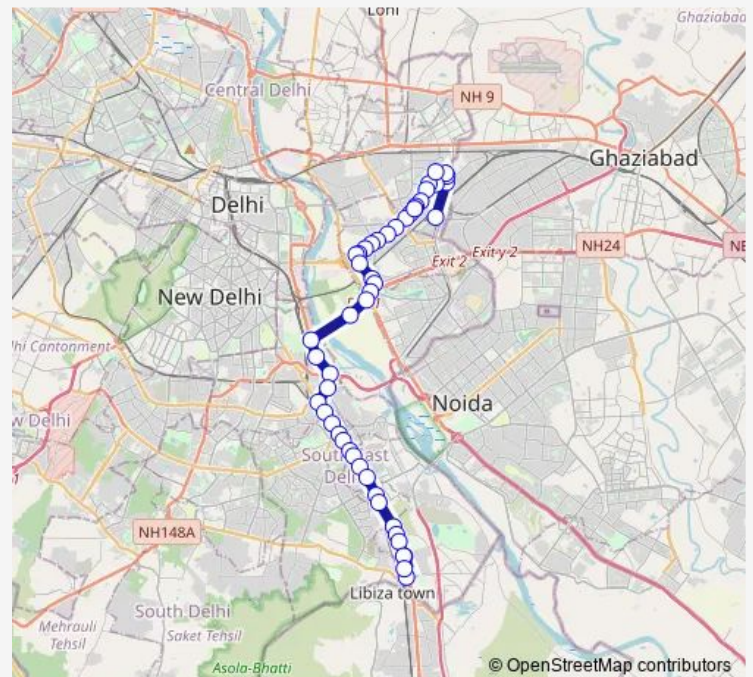 Loni
Ghaziabad
Central Delhi
NH 9
Ghaziabad
Delhi
Exit 2
Exit y 2
NH24
NE
New Delhi
lhi Cantonment
Noida
w Delhi
South East
Delhi
NH148A
Libiza town
South Delhi
Mehrauli
Tehsil
Saket Tehsil
Asola-Bhatti
© OpenStreetMap contributors